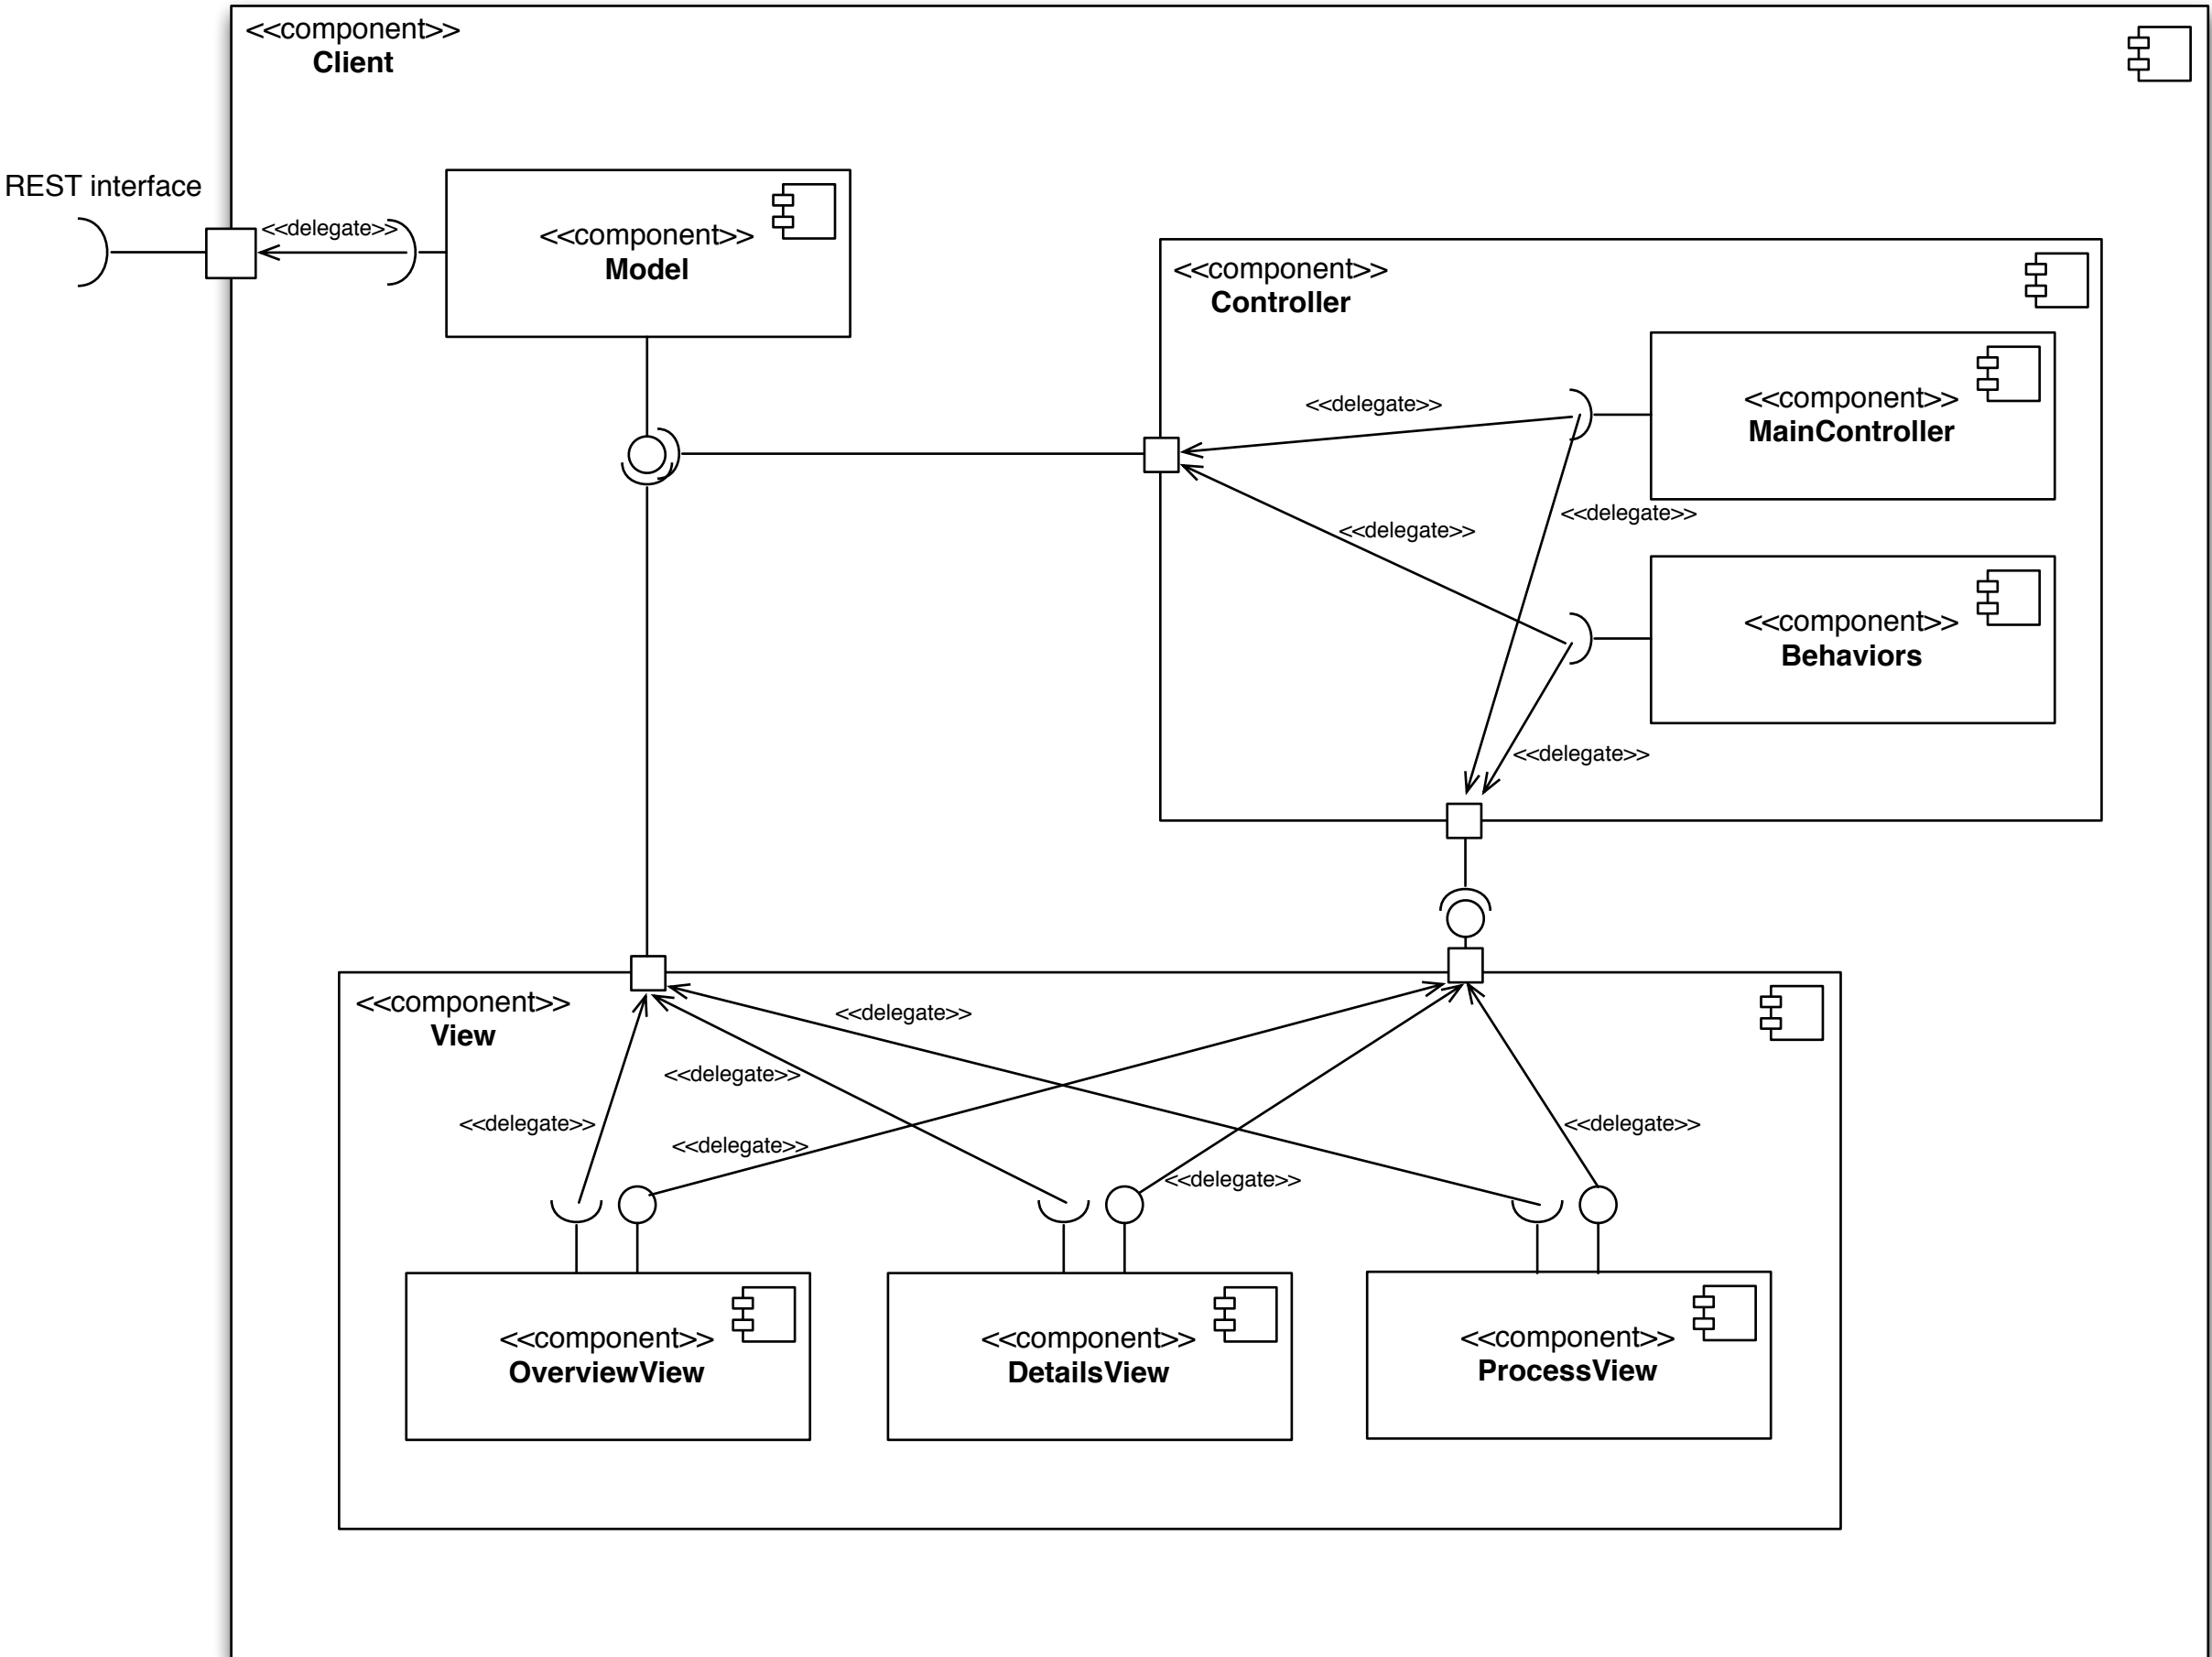 <<component>>
Client
REST interface
<<delegate>>
<<component>>
Model
<<component>>
Controller
<<delegate>>
<<component>>
MainController
<<delegate>>
<<delegate>>
<<component>>
Behaviors
<<delegate>>
<<component>>
View
<<delegate>>
<<delegate>>
<<delegate>>
<<delegate>>
<<delegate>>
<<delegate>>
<<component>>
OverviewView
<<component>>
DetailsView
<<component>>
ProcessView